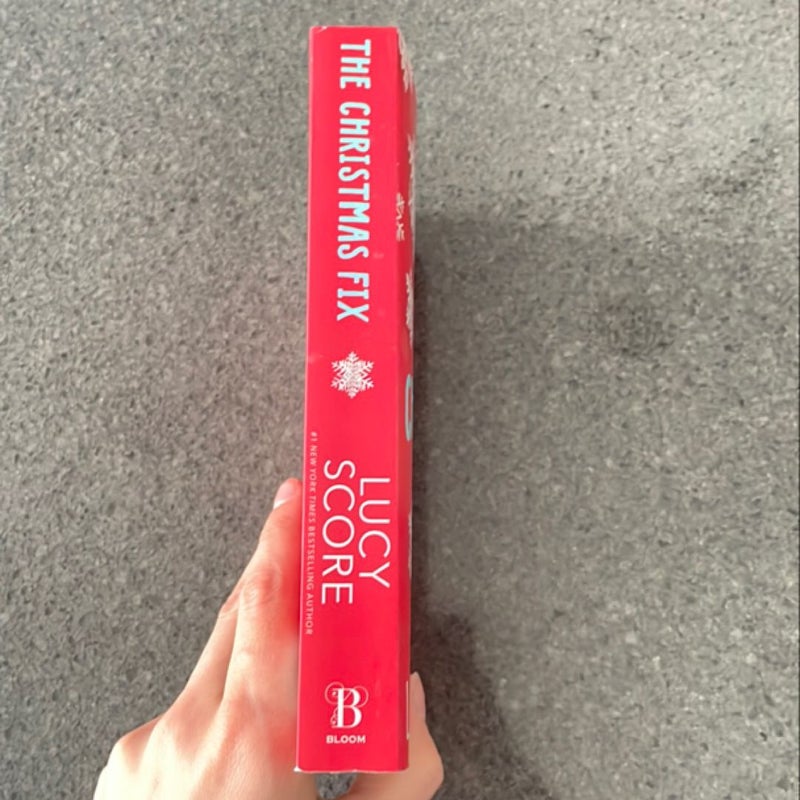 THE CHRISTMAS FIX
LUCY
SCORE
#1 NEW YORK TIMES BESTSELLING AUTHOR
B
BLOOM